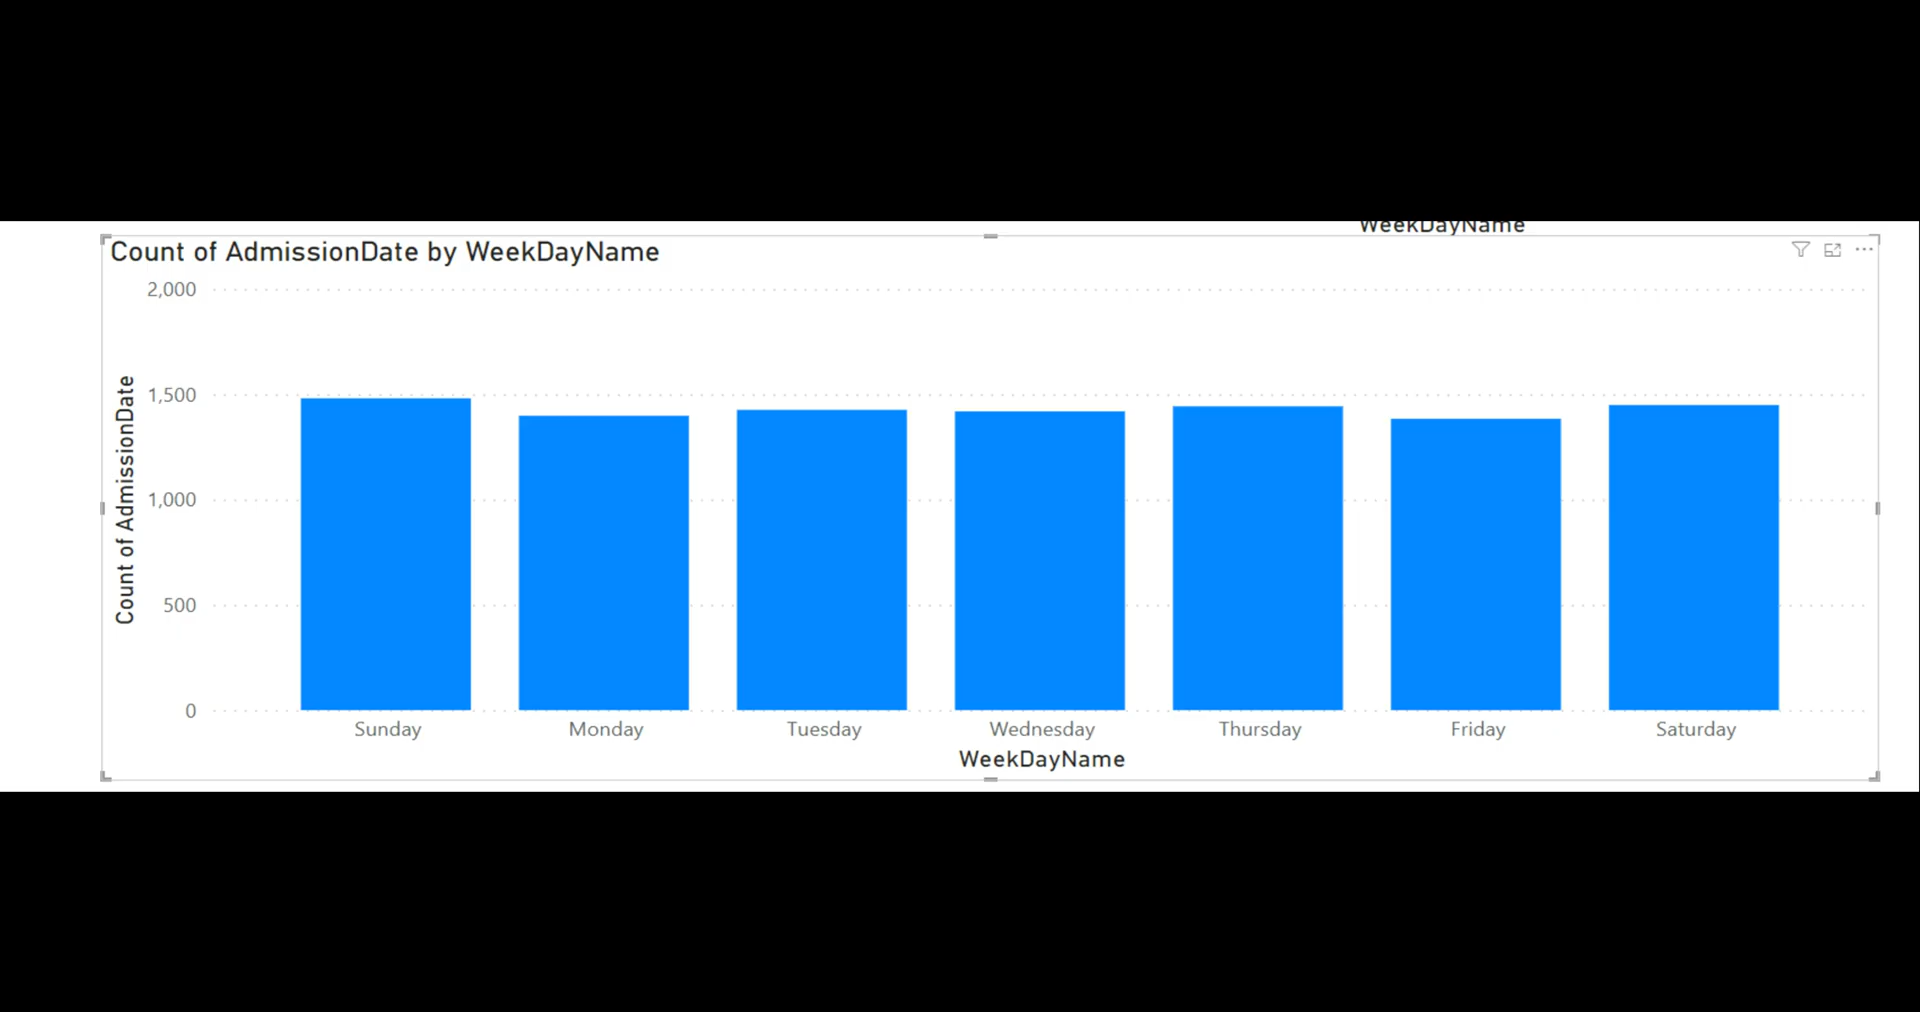 WeekDayName
Count of AdmissionDate by WeekDayName
2,000
1,500
1,000
500
0
Count of AdmissionDate
Sunday Monday Tuesday Wednesday Thursday Friday Saturday
WeekDayName